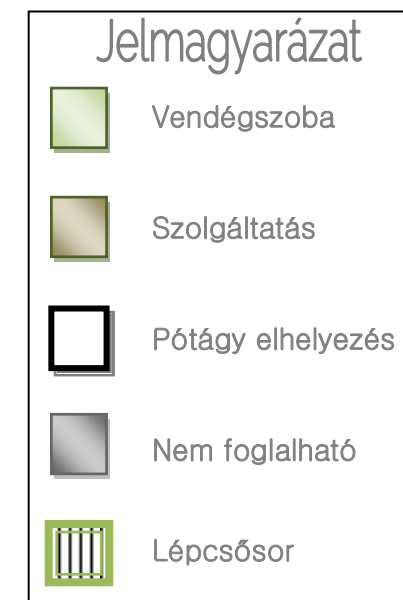 Jelmagyarázat
Vendégszoba
Szolgáltatás
Pótágy elhelyezés
Nem foglalható
Lépcsősor